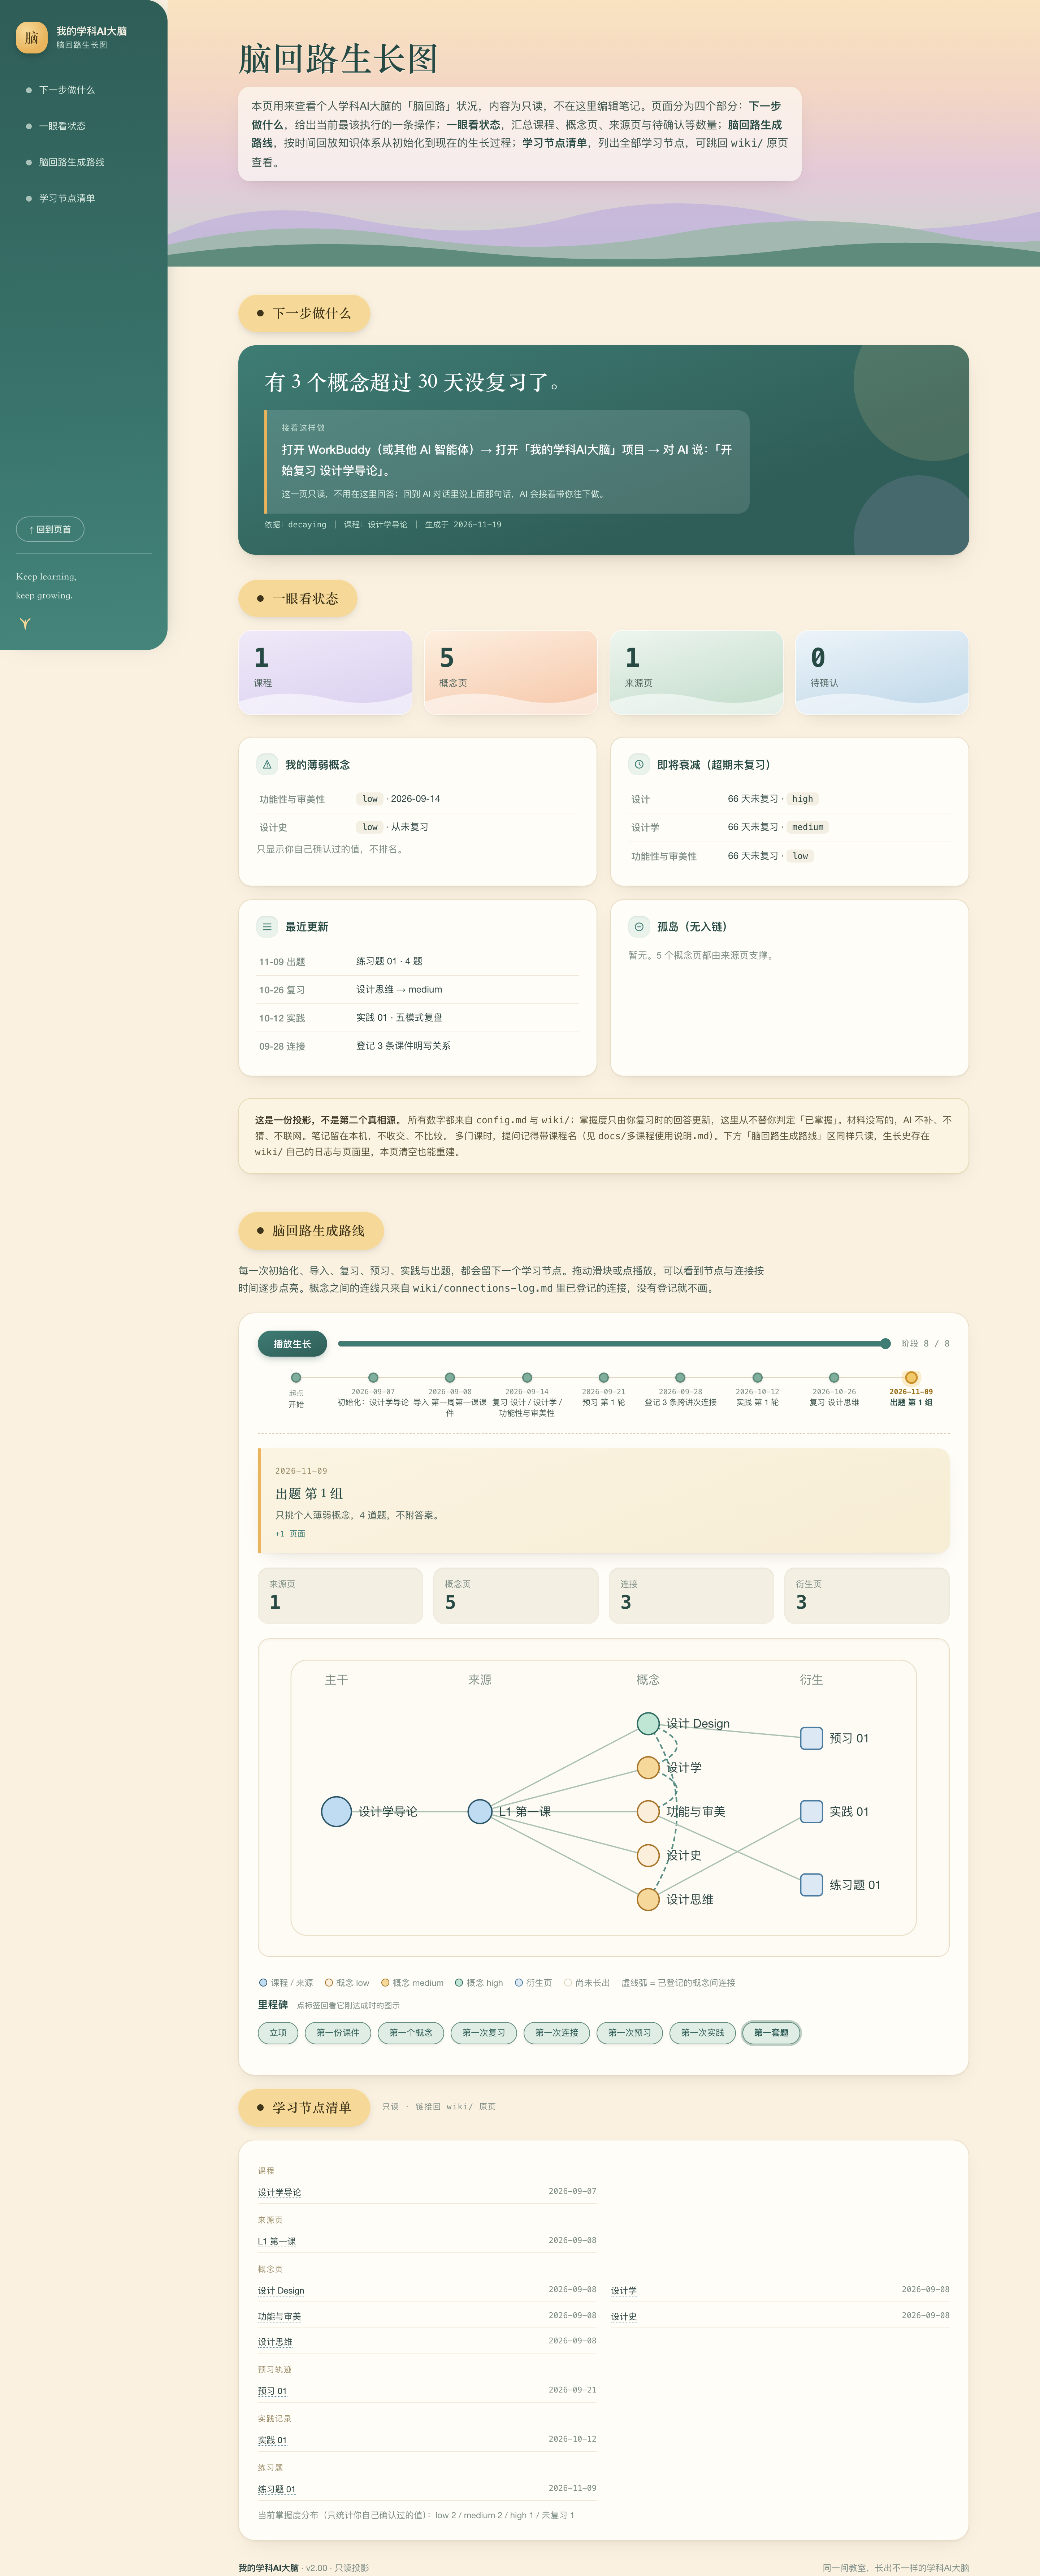 脑
我的学科AI大脑
脑回路生长图
下一步做什么
一眼看状态
脑回路生成路线
学习节点清单
↑ 回到页首
Keep learning,
keep growing.
脑回路生长图
本页用来查看个人学科AI大脑的「脑回路」状况，内容为只读，不在这里编辑笔记。页面分为四个部分：下一步
做什么，给出当前最该执行的一条操作；一眼看状态，汇总课程、概念页、来源页与待确认等数量；脑回路生成
路线，按时间回放知识体系从初始化到现在的生长过程；学习节点清单，列出全部学习节点，可跳回 wiki/ 原页
查看。
下一步做什么
有 3 个概念超过 30 天没复习了。
接着这样做
打开 WorkBuddy（或其他 AI 智能体）→ 打开「我的学科AI大脑」项目 → 对 AI 说：「开
始复习 设计学导论」。
这一页只读，不用在这里回答；回到 AI 对话里说上面那句话，AI 会接着带你往下做。
依据：decaying ｜ 课程：设计学导论 ｜ 生成于 2026-11-19
一眼看状态
1
课程
5
概念页
1
来源页
0
待确认
我的薄弱概念
功能性与审美性 low · 2026-09-14
设计史 low · 从未复习
只显示你自己确认过的值，不排名。
即将衰减（超期未复习）
设计 66 天未复习 · high
设计学 66 天未复习 · medium
功能性与审美性 66 天未复习 · low
最近更新
11-09 出题 练习题 01 · 4 题
10-26 复习 设计思维 → medium
10-12 实践 实践 01 · 五模式复盘
09-28 连接 登记 3 条课件明写关系
孤岛（无入链）
暂无。5 个概念页都由来源页支撑。
这是一份投影，不是第二个真相源。 所有数字都来自 config.md 与 wiki/；掌握度只由你复习时的回答更新，这里从不替你判定「已掌握」。材料没写的，AI 不补、不
猜、不联网。笔记留在本机，不收交、不比较。 多门课时，提问记得带课程名（见 docs/多课程使用说明.md）。下方「脑回路生成路线」区同样只读，生长史存在
wiki/ 自己的日志与页面里，本页清空也能重建。
脑回路生成路线
每一次初始化、导入、复习、预习、实践与出题，都会留下一个学习节点。拖动滑块或点播放，可以看到节点与连接按
时间逐步点亮。概念之间的连线只来自 wiki/connections-log.md 里已登记的连接，没有登记就不画。
播放生长
阶段 8 / 8
起点
开始
2026-09-07
初始化：设计学导论
2026-09-08
导入 第一周第一课课
件
2026-09-14
复习 设计 / 设计学 /
功能性与审美性
2026-09-21
预习 第 1 轮
2026-09-28
登记 3 条跨讲次连接
2026-10-12
实践 第 1 轮
2026-10-26
复习 设计思维
2026-11-09
出题 第 1 组
2026-11-09
出题 第 1 组
只挑个人薄弱概念，4 道题，不附答案。
+1 页面
来源页
1
概念页
5
连接
3
衍生页
3
主干
来源
概念
衍生
设计 Design
预习 01
设计学
设计学导论
L1 第一课
功能与审美
实践 01
设计史
练习题 01
设计思维
课程 / 来源
概念 low
概念 medium
概念 high
衍生页
尚未长出
虚线弧 = 已登记的概念间连接
里程碑 点标签回看它刚达成时的图示
立项
第一份课件
第一个概念
第一次复习
第一次连接
第一次预习
第一次实践
第一套题
学习节点清单
只读 · 链接回 wiki/ 原页
课程
设计学导论 2026-09-07
来源页
L1 第一课 2026-09-08
概念页
设计 Design 2026-09-08
设计学 2026-09-08
功能与审美 2026-09-08
设计史 2026-09-08
设计思维 2026-09-08
预习轨迹
预习 01 2026-09-21
实践记录
实践 01 2026-10-12
练习题
练习题 01 2026-11-09
当前掌握度分布（只统计你自己确认过的值）：low 2 / medium 2 / high 1 / 未复习 1
我的学科AI大脑 · v2.00 · 只读投影
同一间教室，长出不一样的学科AI大脑